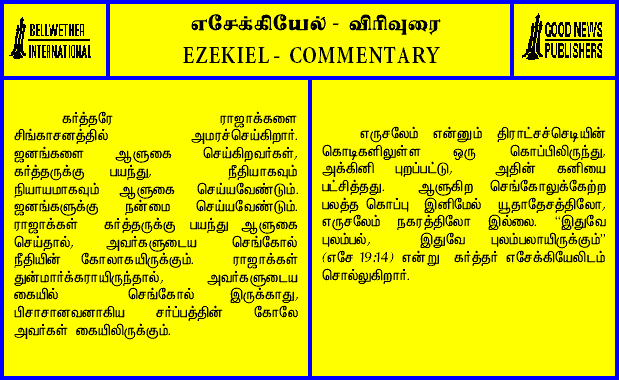 BELLWETHER
INTERNATIONAL
எசேக்கியேல் - விரிவுரை
EZEKIEL - COMMENTARY
GOOD NEWS
PUBLISHERS
கர்த்தரே ராஜாக்களை
சிங்காசனத்தில் அமரச்செய்கிறார்.
ஜனங்களை ஆளுகை செய்கிறவர்கள்,
கர்த்தருக்கு பயந்து, நீதியாகவும்
நியாயமாகவும் ஆளுகை செய்யவேண்டும்.
ஜனங்களுக்கு நன்மை செய்யவேண்டும்.
ராஜாக்கள் கர்த்தருக்கு பயந்து ஆளுகை
செய்தால், அவர்களுடைய செங்கோல்
நீதியின் கோலாகயிருக்கும். ராஜாக்கள்
துன்மார்க்கராயிருந்தால், அவர்களுடைய
கையில் செங்கோல் இருக்காது,
பிசாசானவனாகிய சர்ப்பத்தின் கோலே
அவர்கள் கையிலிருக்கும்.
எருசலேம் என்னும் திராட்சச்செடியின்
கொடிகளிலுள்ள ஒரு கொப்பிலிருந்து,
அக்கினி புறப்பட்டு, அதின் கனியை
பட்சித்தது. ஆளுகிற செங்கோலுக்கேற்ற
பலத்த கொப்பு இனிமேல் யூதாதேசத்திலோ,
எருசலேம் நகரத்திலோ இல்லை. "இதுவே
புலம்பல், இதுவே புலம்பலாயிருக்கும்"
(எசே 19:14) என்று கர்த்தர் எசேக்கியேலிடம்
சொல்லுகிறார்.